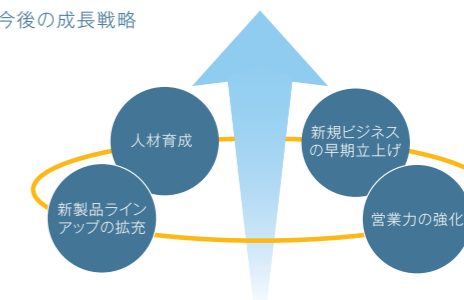 今後の成長戦略
人材育成
新規ビジネス
の早期立上げ
新製品ライン
アップの拡充
営業力の強化